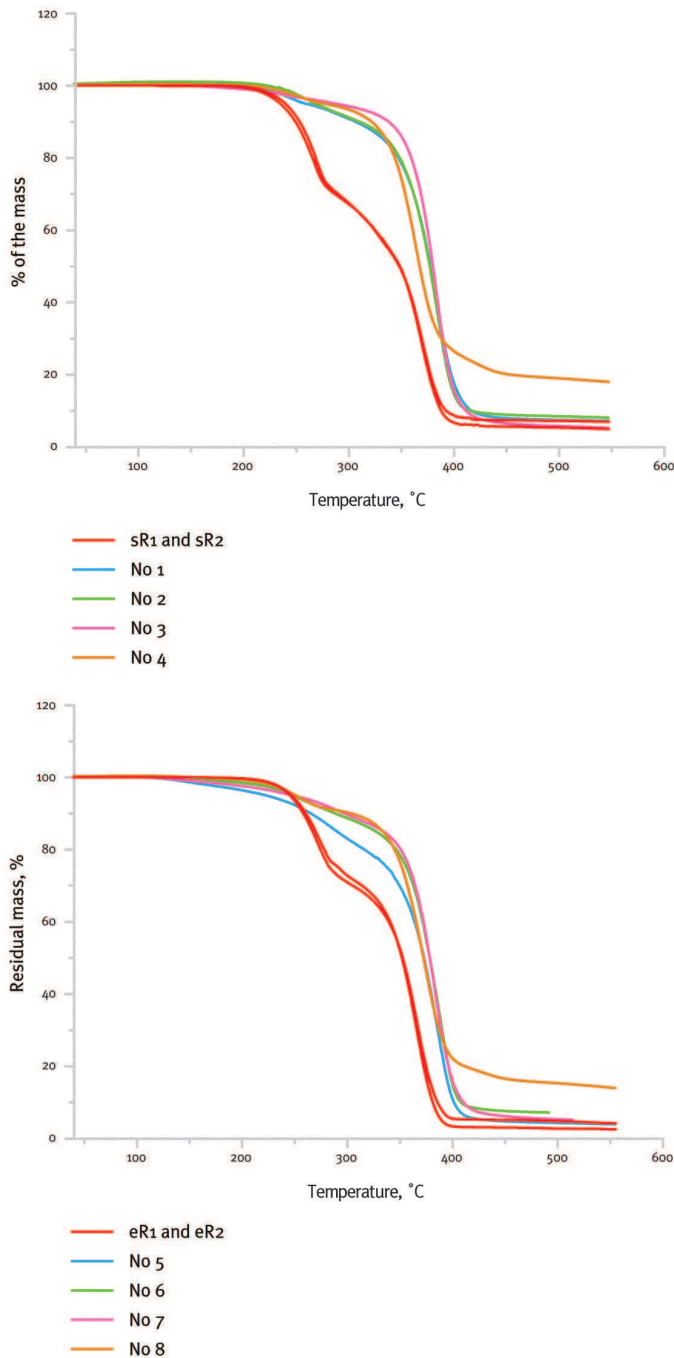 120
100
80
60
40
20
0
% of the mass
100 200 300 400 500 600
Temperature, °C
sR1 and sR2
No 1
No 2
No 3
No 4
120
100
80
60
40
20
0
Residual mass, %
100 200 300 400 500 600
Temperature, °C
eR1 and eR2
No 5
No 6
No 7
No 8